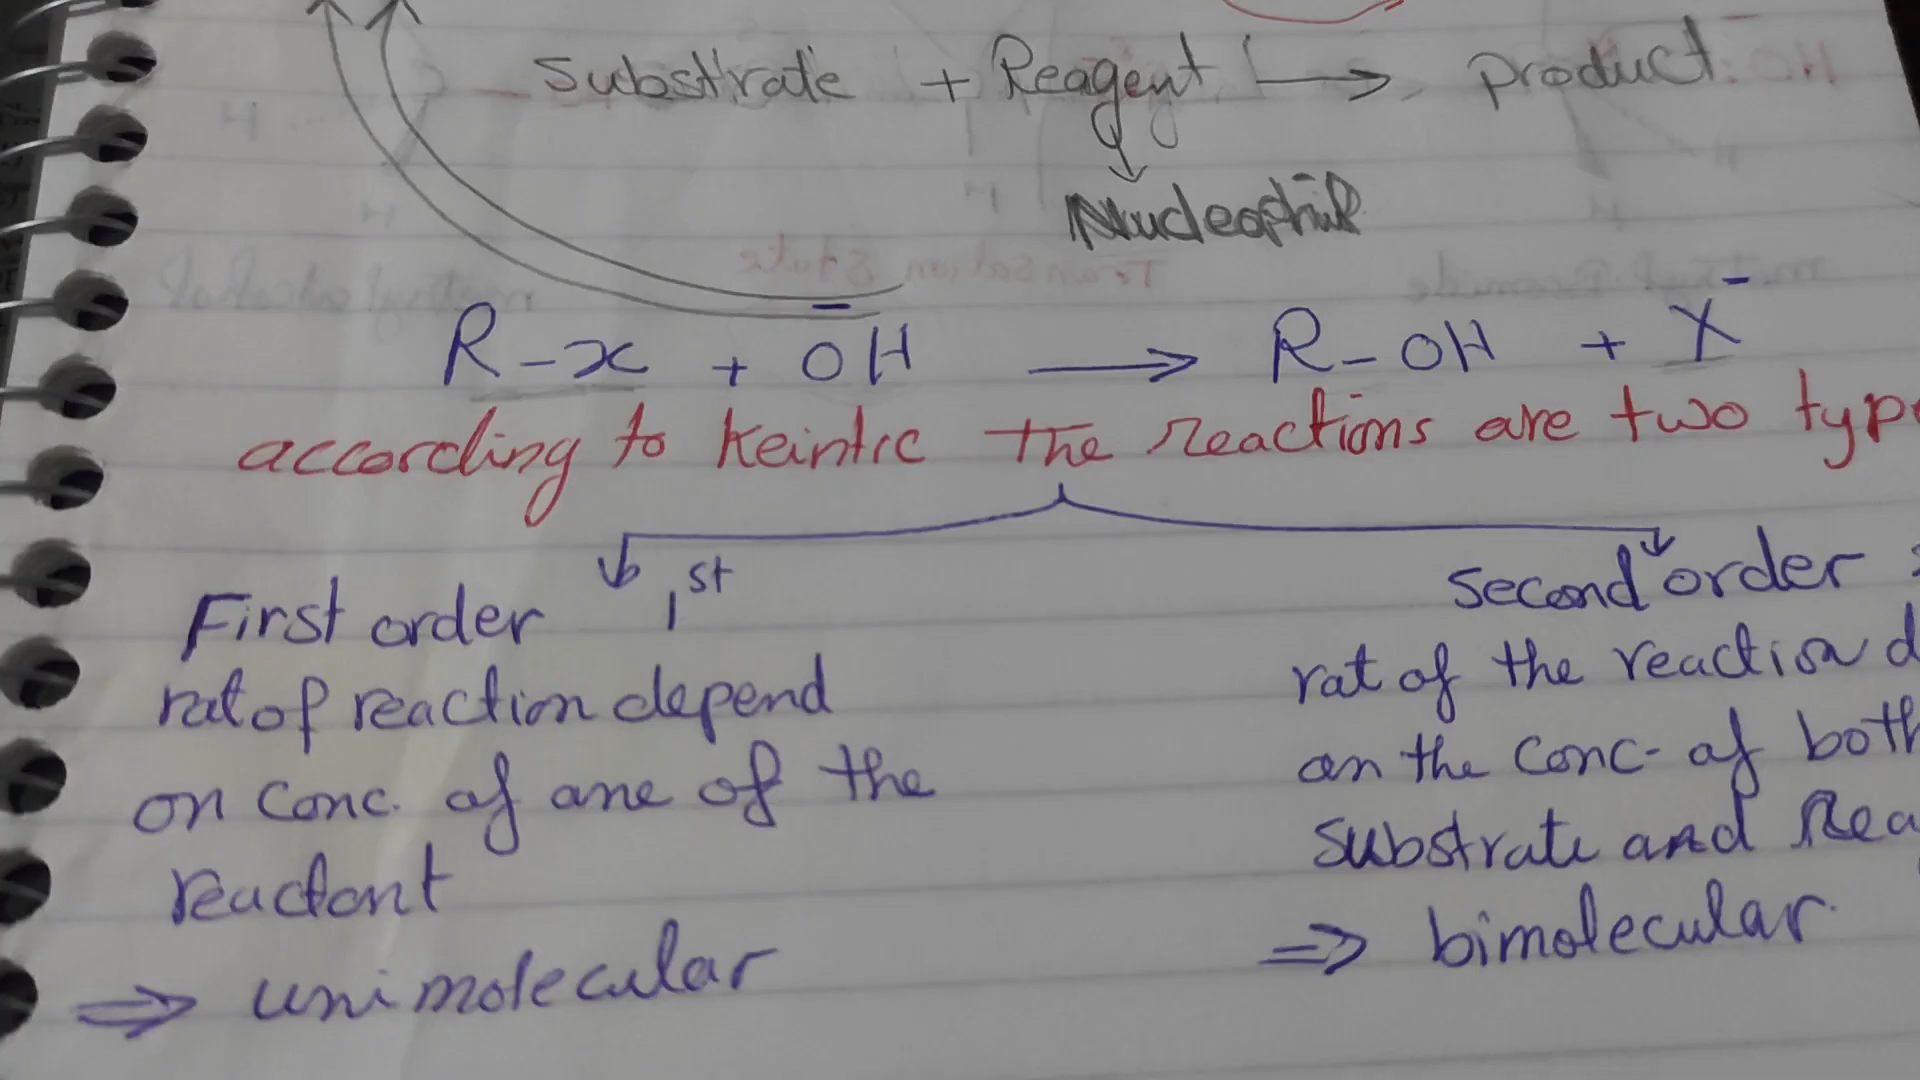 Substrate + Reagent → product
Nucleophil
R-x + OH⁻ → R-OH + X⁻
according to Keintic the reactions are two type
First order 1st
rat of reaction depend
on conc. of one of the
reactant
⇒ unimolecular
Second order
rat of the reaction d
on the conc- of both
substrate and Rea
⇒ bimolecular.